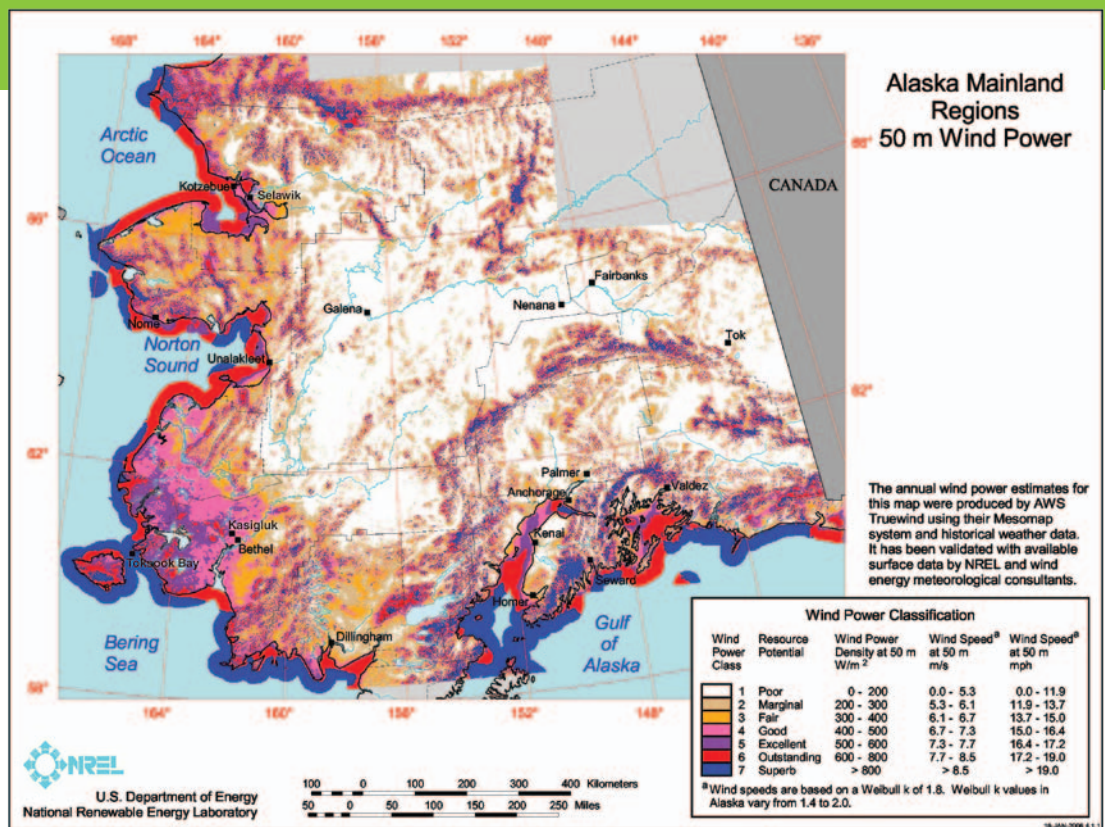 168°
164°
160°
156°
152°
148°
144°
140°
136°
Alaska Mainland
Regions
50 m Wind Power
Arctic
Ocean
68°
CANADA
Kotzebue
Selawik
66°
Fairbanks
Galena
Nenana
Nome
Tok
Norton
Sound
Unalakleet
62°
62°
Palmer
Valdez
Anchorage
The annual wind power estimates for
this map were produced by AWS
Truewind using their Mesomap
system and historical weather data.
It has been validated with available
surface data by NREL and wind
energy meteorological consultants.
Kasigluk
Kenai
Bethel
Toksook Bay
Seward
Homer
Bering
Sea
Dillingham
Gulf
of
Alaska
58°
164°
160°
156°
152°
148°
Wind Power Classification
Wind Power Class
Resource Potential
Wind Power Density at 50 m W/m²
Wind Speedᵃ at 50 m m/s
Wind Speedᵃ at 50 m mph
1 Poor 0 - 200 0.0 - 5.3 0.0 - 11.9
2 Marginal 200 - 300 5.3 - 6.1 11.9 - 13.7
3 Fair 300 - 400 6.1 - 6.7 13.7 - 15.0
4 Good 400 - 500 6.7 - 7.3 15.0 - 16.4
5 Excellent 500 - 600 7.3 - 7.7 16.4 - 17.2
6 Outstanding 600 - 800 7.7 - 8.5 17.2 - 19.0
7 Superb > 800 > 8.5 > 19.0
ᵃ Wind speeds are based on a Weibull k of 1.8. Weibull k values in
Alaska vary from 1.4 to 2.0.
NREL
U.S. Department of Energy
National Renewable Energy Laboratory
100 0 100 200 300 400 Kilometers
50 0 50 100 150 200 250 Miles